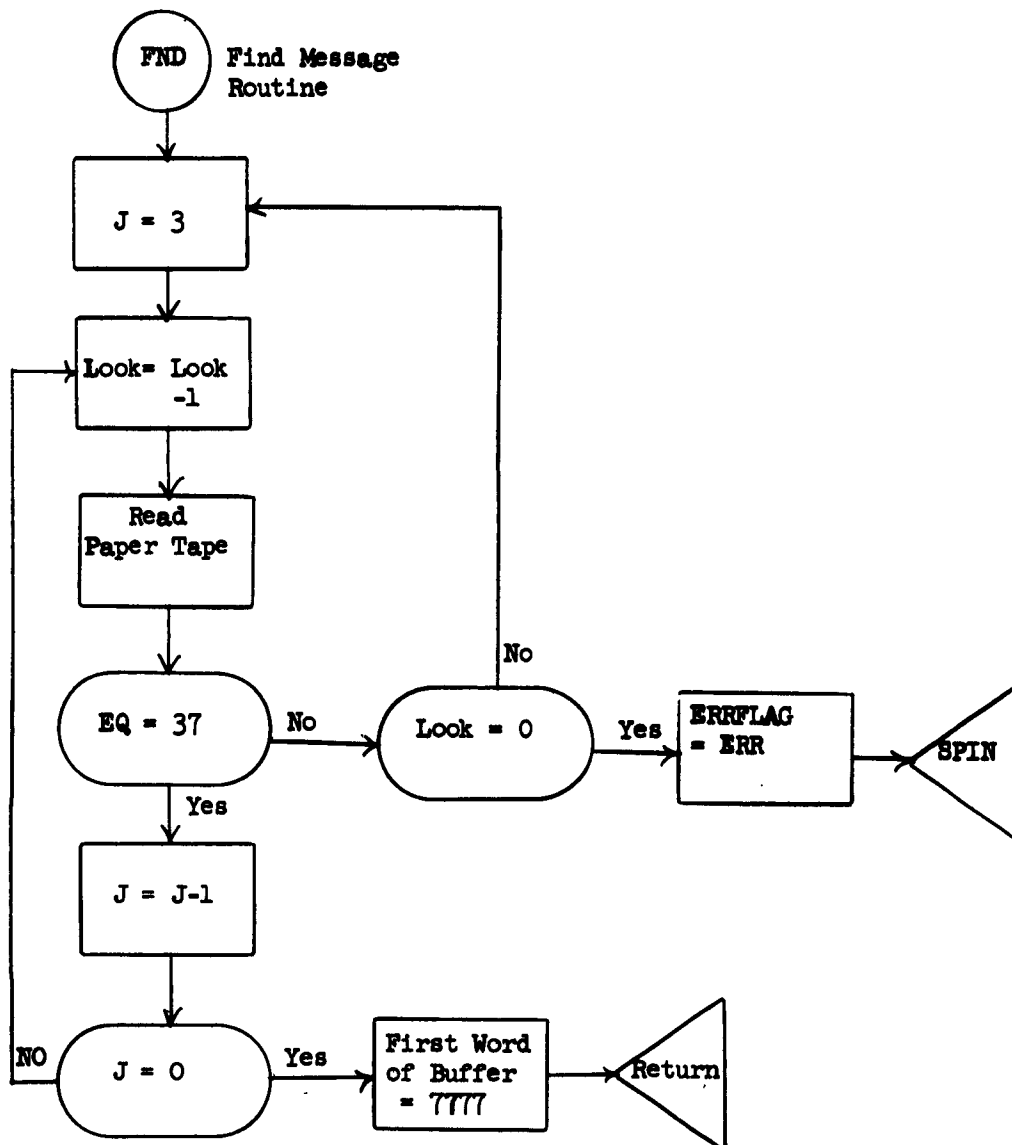 FND
Find Message
Routine
J = 3
Look= Look
-1
Read
Paper Tape
No
EQ = 37
No
Look = 0
Yes
ERRFLAG
= ERR
SPIN
Yes
J = J-1
NO
J = 0
Yes
First Word
of Buffer
= 7777
Return